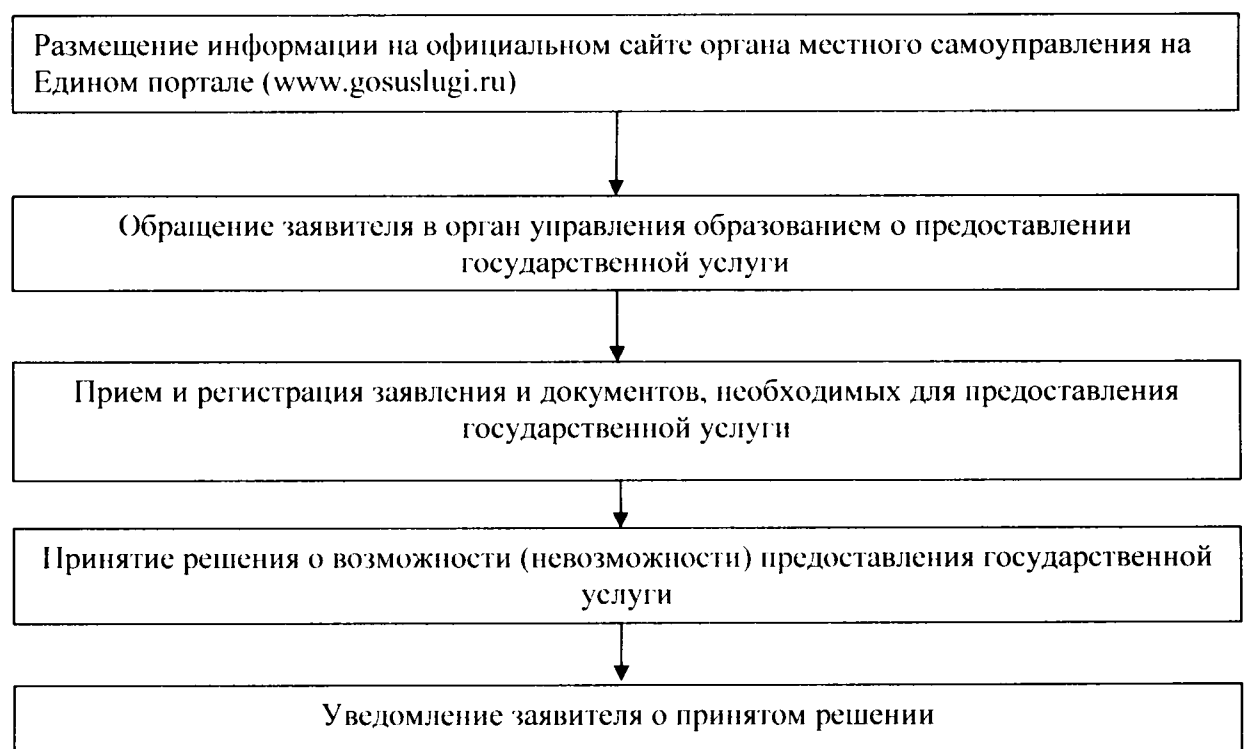 Размещение информации на официальном сайте органа местного самоуправления на
Едином портале (www.gosuslugi.ru)
Обращение заявителя в орган управления образованием о предоставлении
государственной услуги
Прием и регистрация заявления и документов, необходимых для предоставления
государственной услуги
Принятие решения о возможности (невозможности) предоставления государственной
услуги
Уведомление заявителя о принятом решении